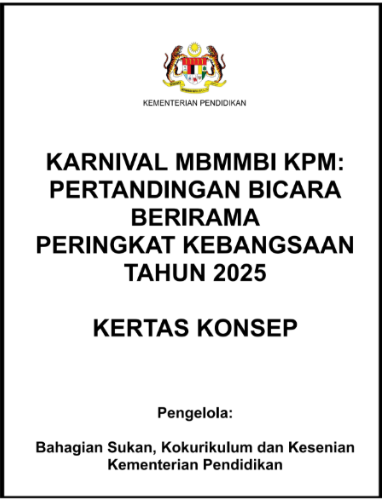 KEMENTERIAN PENDIDIKAN
KARNIVAL MBMMBI KPM:
PERTANDINGAN BICARA
BERIRAMA
PERINGKAT KEBANGSAAN
TAHUN 2025
KERTAS KONSEP
Pengelola:
Bahagian Sukan, Kokurikulum dan Kesenian
Kementerian Pendidikan